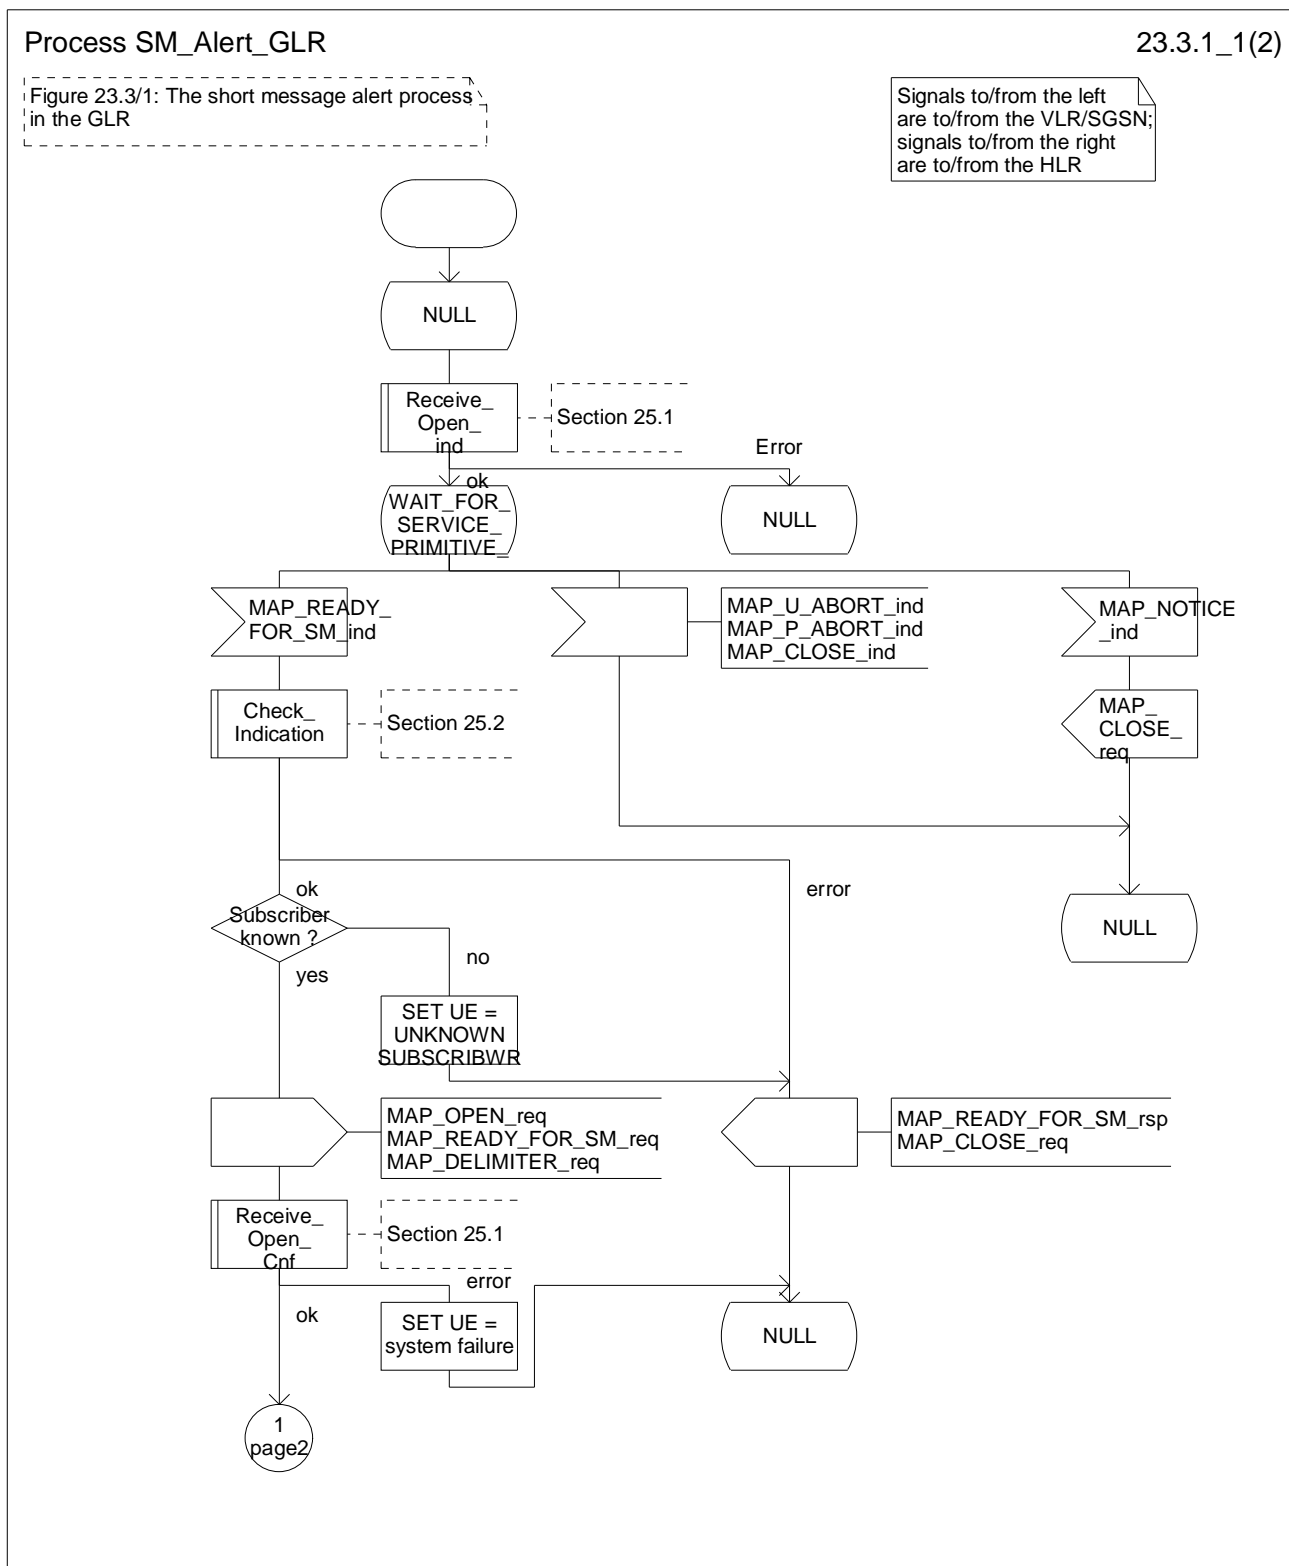 Process SM_Alert_GLR
23.3.1_1(2)
Figure 23.3/1: The short message alert process
in the GLR
Signals to/from the left
are to/from the VLR/SGSN;
signals to/from the right
are to/from the HLR
NULL
Receive_
Open_
ind
Section 25.1
Error
ok
WAIT_FOR_
SERVICE_
PRIMITIVE_
NULL
MAP_READY_
FOR_SM_ind
MAP_U_ABORT_ind
MAP_P_ABORT_ind
MAP_CLOSE_ind
MAP_NOTICE
_ind
Check_
Indication
Section 25.2
MAP_
CLOSE_
req
ok
error
Subscriber
known ?
NULL
no
yes
SET UE =
UNKNOWN
SUBSCRIBWR
MAP_OPEN_req
MAP_READY_FOR_SM_req
MAP_DELIMITER_req
MAP_READY_FOR_SM_rsp
MAP_CLOSE_req
Receive_
Open_
Cnf
Section 25.1
error
ok
SET UE =
system failure
NULL
1
page2